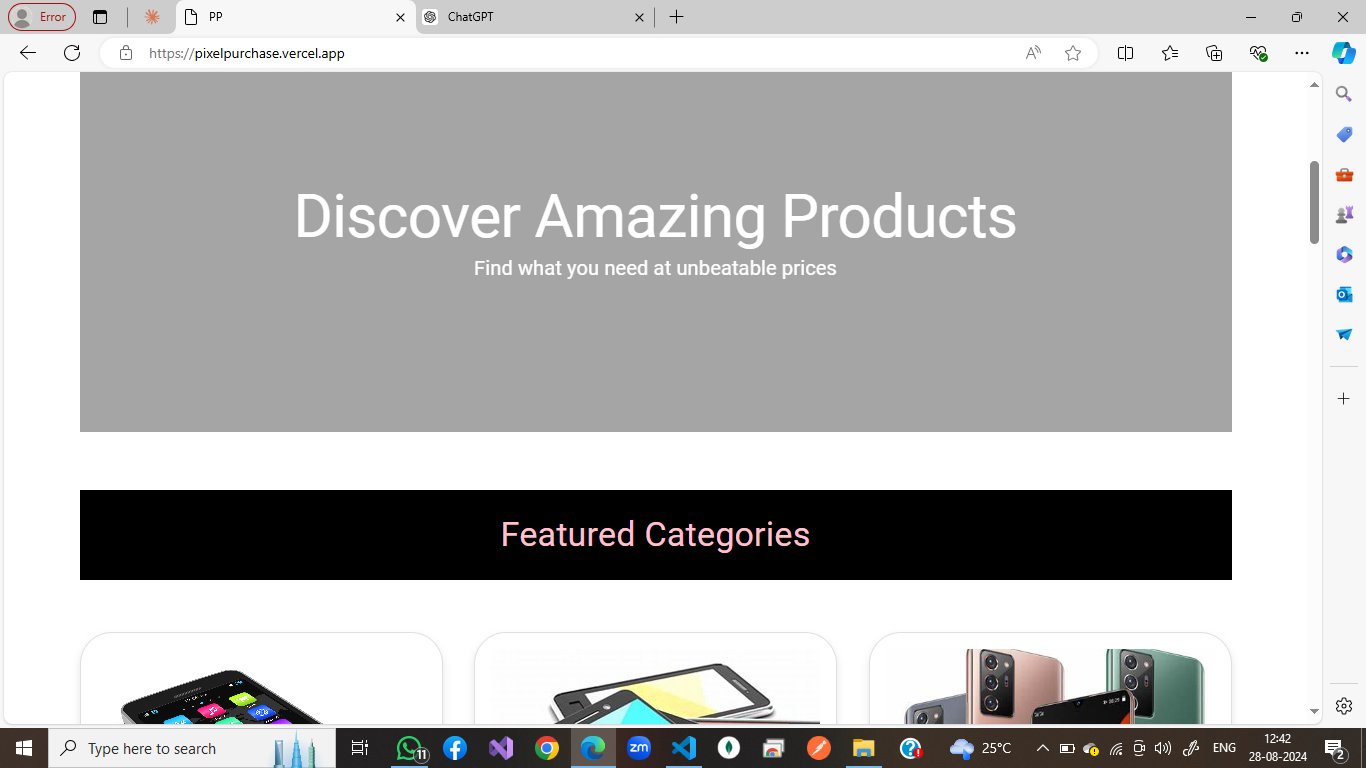 Error
PP
ChatGPT
https://pixelpurchase.vercel.app
Discover Amazing Products
Find what you need at unbeatable prices
Featured Categories
Type here to search
11
zm
25°C
ENG
12:42
28-08-2024
2